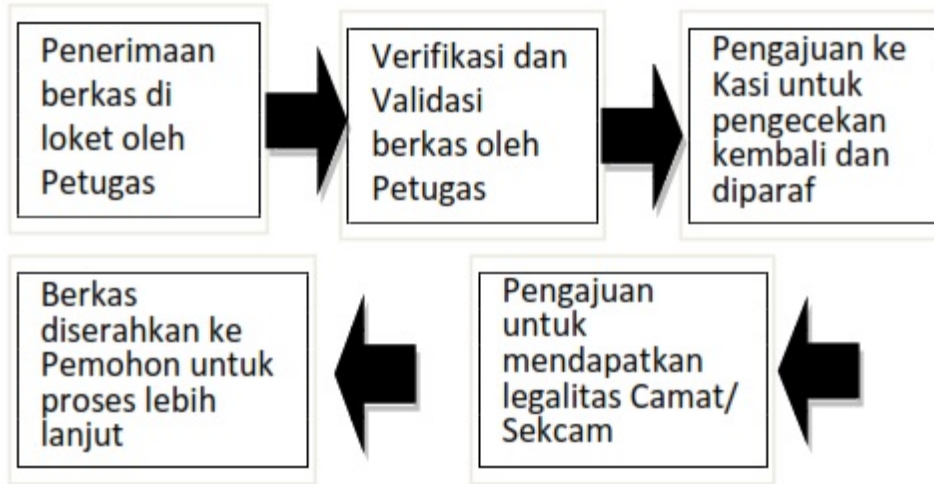 Penerimaan
berkas di
loket oleh
Petugas
Verifikasi dan
Validasi
berkas oleh
Petugas
Pengajuan ke
Kasi untuk
pengecekan
kembali dan
diparaf
Pengajuan
untuk
mendapatkan
legalitas Camat/
Sekcam
Berkas
diserahkan ke
Pemohon untuk
proses lebih
lanjut